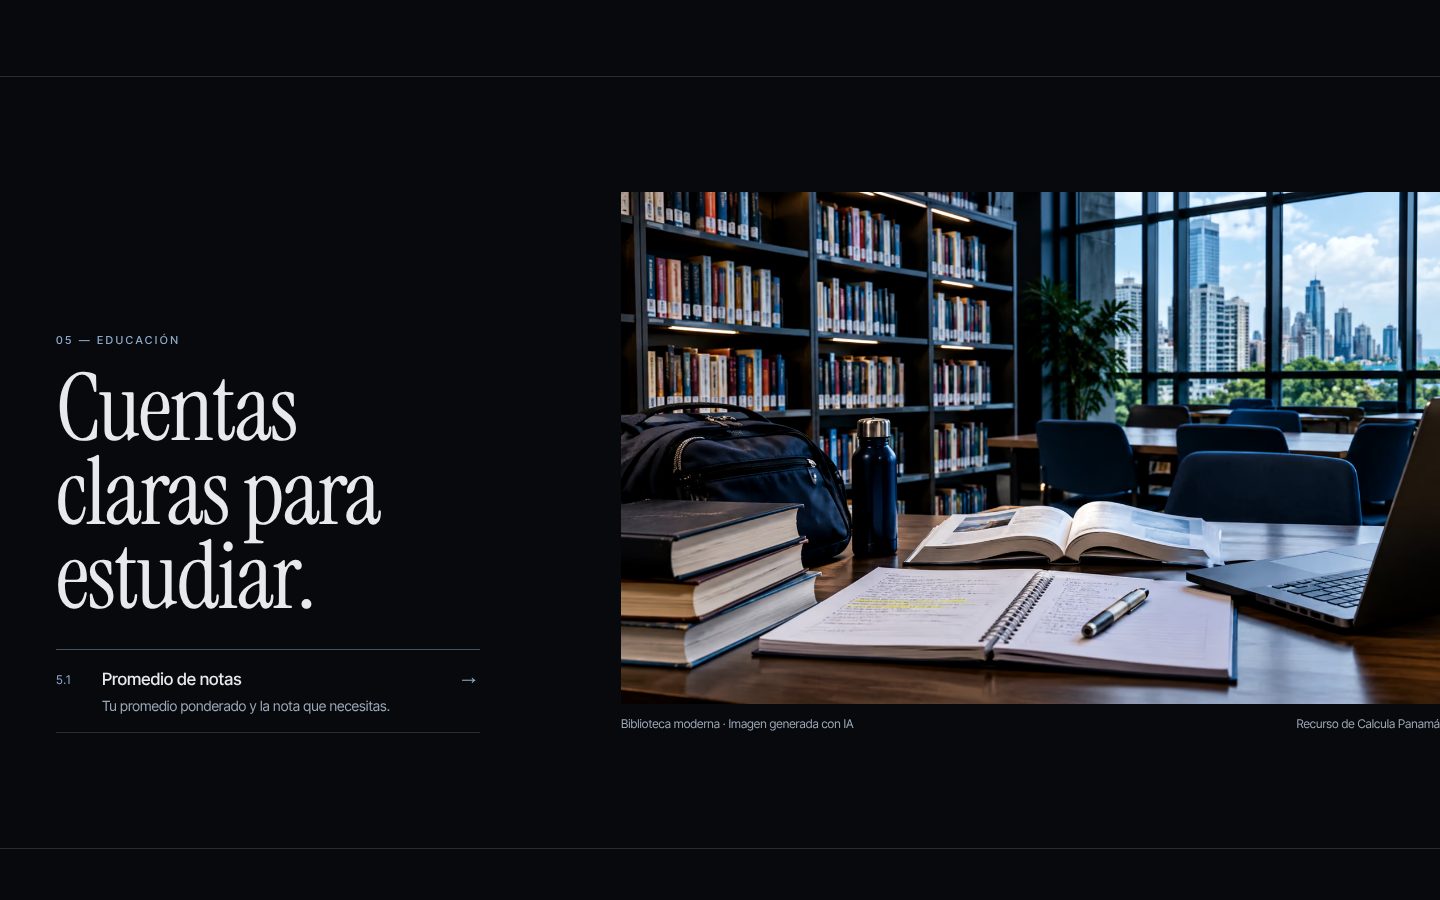 05 — EDUCACIÓN
Cuentas
claras para
estudiar.
5.1 Promedio de notas →
Tu promedio ponderado y la nota que necesitas.
Biblioteca moderna · Imagen generada con IA
Recurso de Calcula Panamá